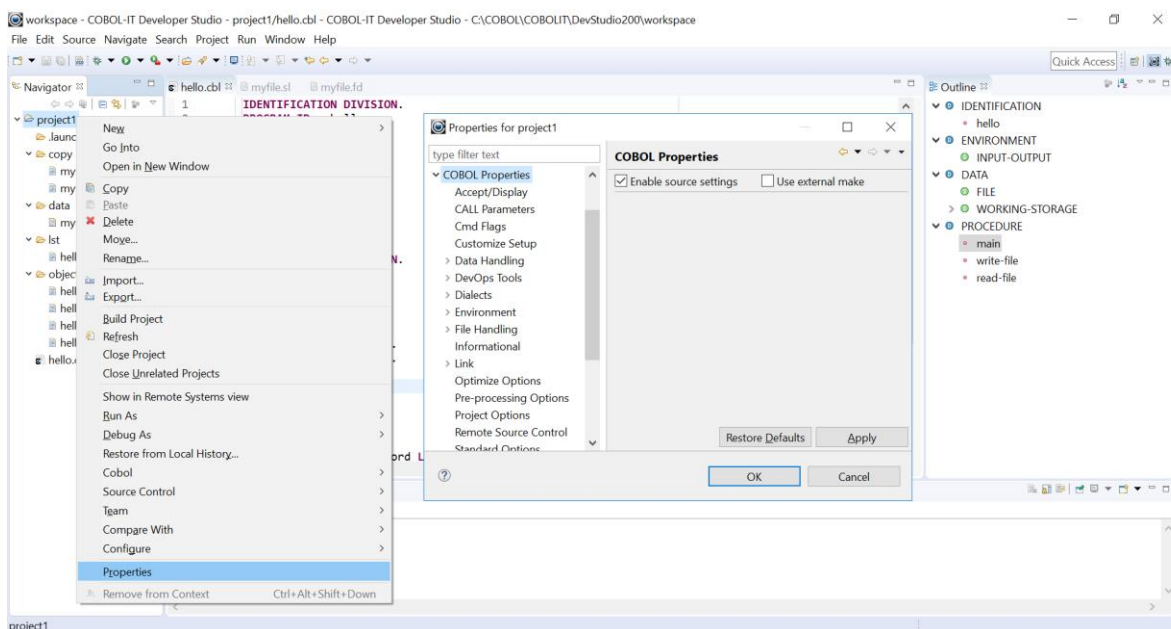 workspace - COBOL-IT Developer Studio - project1/hello.cbl - COBOL-IT Developer Studio - C:\COBOL\COBOLIT\DevStudio200\workspace
File Edit Source Navigate Search Project Run Window Help
Quick Access
Navigator
project1
.launc
copy
my
my
data
my
lst
hell
objec
hell
hell
hell
hell
hello.c
New
Go Into
Open in New Window
Copy
Paste
Delete
Move...
Rename...
Import...
Export...
Build Project
Refresh
Close Project
Close Unrelated Projects
Show in Remote Systems view
Run As
Debug As
Restore from Local History...
Cobol
Source Control
Team
Compare With
Configure
Properties
Remove from Context Ctrl+Alt+Shift+Down
hello.cbl myfile.sl myfile.fd
1 IDENTIFICATION DIVISION.
N.
ord L
Properties for project1
type filter text
COBOL Properties
Accept/Display
CALL Parameters
Cmd Flags
Customize Setup
Data Handling
DevOps Tools
Dialects
Environment
File Handling
Informational
Link
Optimize Options
Pre-processing Options
Project Options
Remote Source Control
Standard Options
COBOL Properties
Enable source settings Use external make
Restore Defaults Apply
OK Cancel
Outline
IDENTIFICATION
hello
ENVIRONMENT
INPUT-OUTPUT
DATA
FILE
WORKING-STORAGE
PROCEDURE
main
write-file
read-file
project1